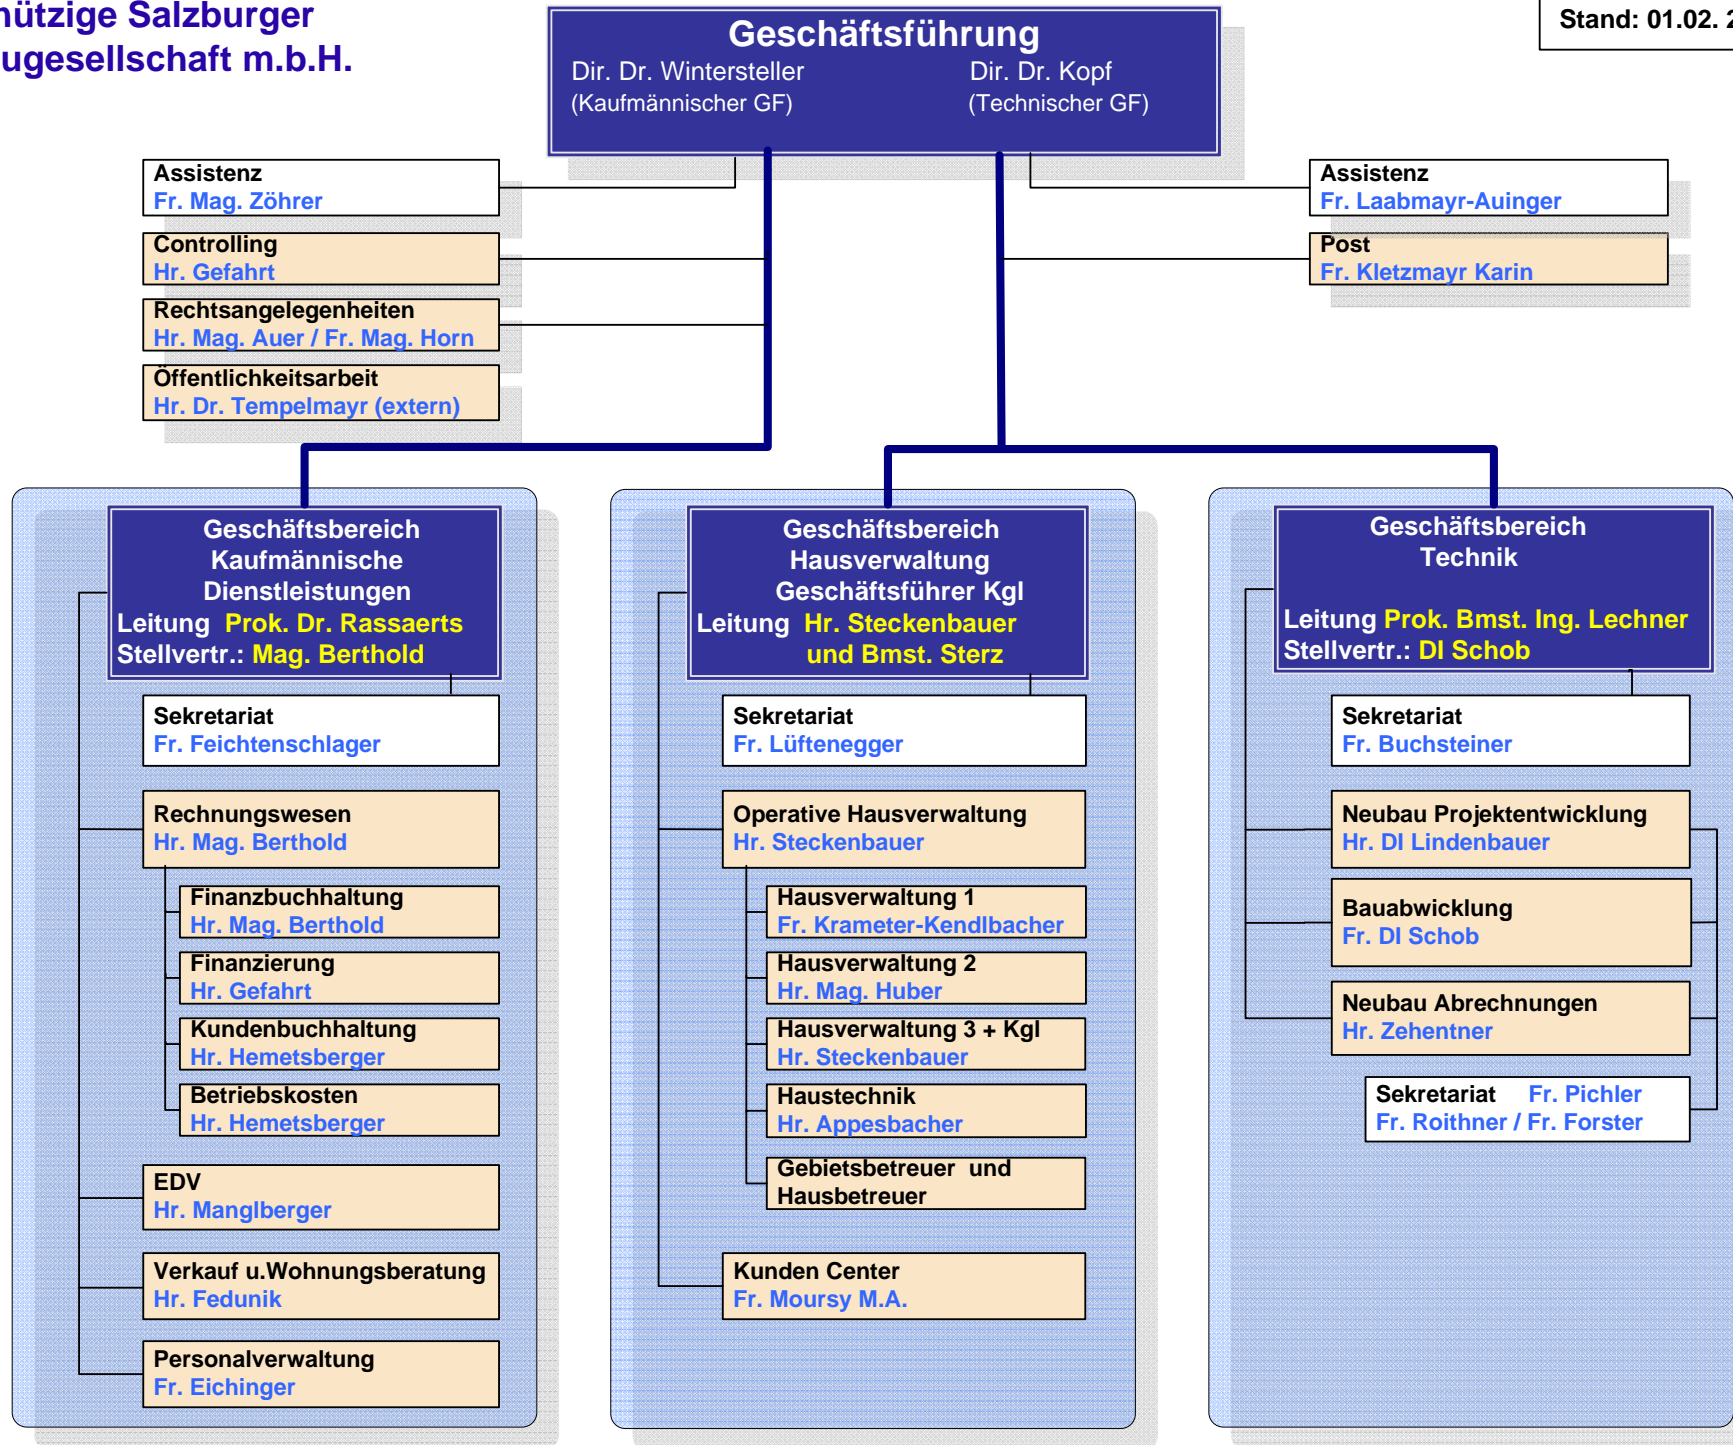 nützige Salzburger
ugesellschaft m.b.H.
Stand: 01.02. 2
Geschäftsführung
Dir. Dr. Wintersteller Dir. Dr. Kopf
(Kaufmännischer GF) (Technischer GF)
Assistenz
Fr. Mag. Zöhrer
Controlling
Hr. Gefahrt
Rechtsangelegenheiten
Hr. Mag. Auer / Fr. Mag. Horn
Öffentlichkeitsarbeit
Hr. Dr. Tempelmayr (extern)
Assistenz
Fr. Laabmayr-Auinger
Post
Fr. Kletzmayr Karin
Geschäftsbereich
Kaufmännische
Dienstleistungen
Leitung Prok. Dr. Rassaerts
Stellvertr.: Mag. Berthold
Sekretariat
Fr. Feichtenschlager
Rechnungswesen
Hr. Mag. Berthold
Finanzbuchhaltung
Hr. Mag. Berthold
Finanzierung
Hr. Gefahrt
Kundenbuchhaltung
Hr. Hemetsberger
Betriebskosten
Hr. Hemetsberger
EDV
Hr. Manglberger
Verkauf u.Wohnungsberatung
Hr. Fedunik
Personalverwaltung
Fr. Eichinger
Geschäftsbereich
Hausverwaltung
Geschäftsführer Kgl
Leitung Hr. Steckenbauer
und Bmst. Sterz
Sekretariat
Fr. Lüftenegger
Operative Hausverwaltung
Hr. Steckenbauer
Hausverwaltung 1
Fr. Krameter-Kendlbacher
Hausverwaltung 2
Hr. Mag. Huber
Hausverwaltung 3 + Kgl
Hr. Steckenbauer
Haustechnik
Hr. Appesbacher
Gebietsbetreuer und
Hausbetreuer
Kunden Center
Fr. Moursy M.A.
Geschäftsbereich
Technik
Leitung Prok. Bmst. Ing. Lechner
Stellvertr.: DI Schob
Sekretariat
Fr. Buchsteiner
Neubau Projektentwicklung
Hr. DI Lindenbauer
Bauabwicklung
Fr. DI Schob
Neubau Abrechnungen
Hr. Zehentner
Sekretariat Fr. Pichler
Fr. Roithner / Fr. Forster